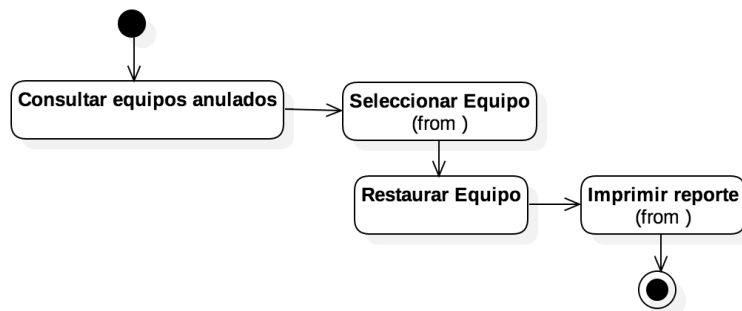 Consultar equipos anulados
Seleccionar Equipo
(from )
Restaurar Equipo
Imprimir reporte
(from )